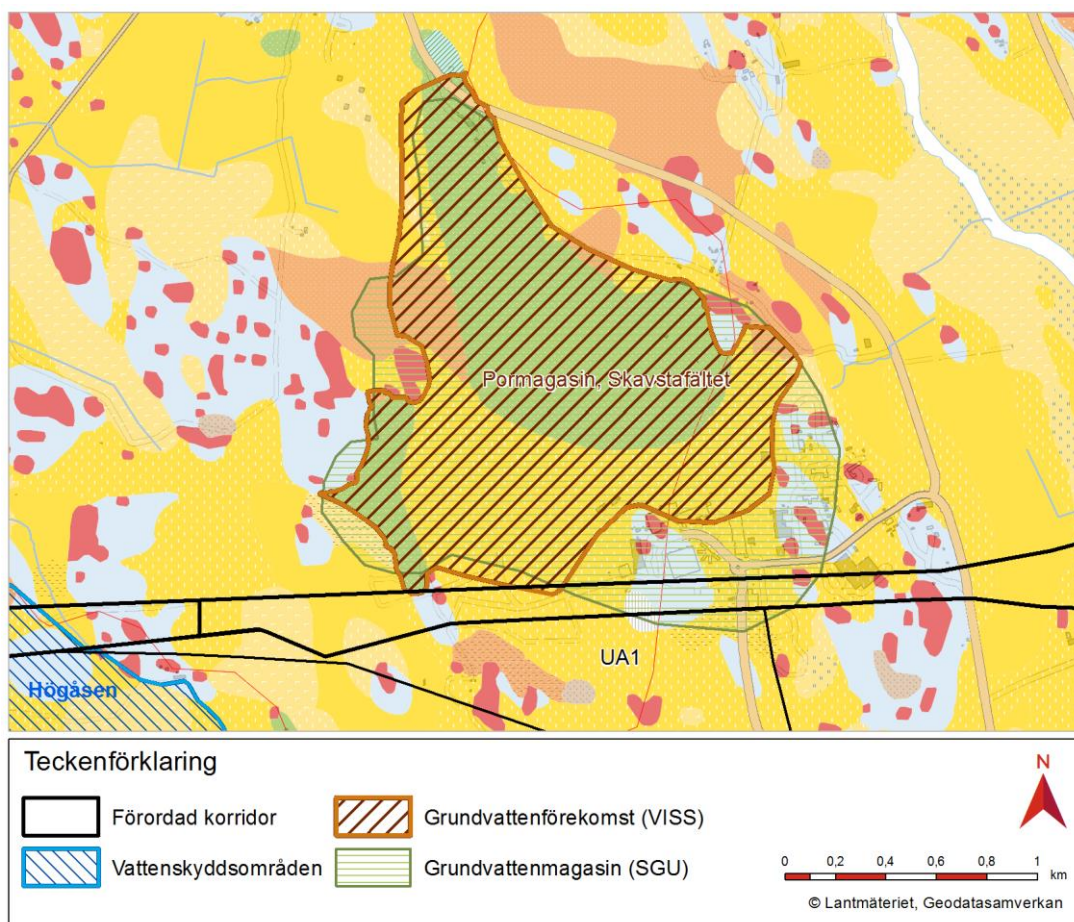 Pormagasin, Skavstafältet
UA1
Högåsen
Teckenförklaring
Förordad korridor
Vattenskyddsområden
Grundvattenförekomst (VISS)
Grundvattenmagasin (SGU)
N
0 0,2 0,4 0,6 0,8 1
km
© Lantmäteriet, Geodatasamverkan